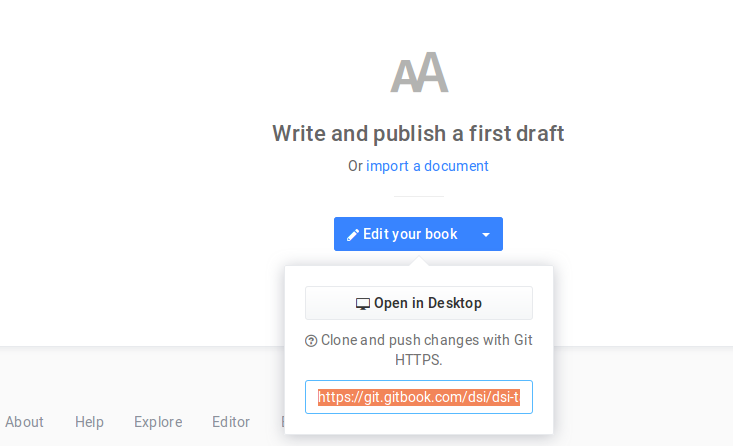 AA
Write and publish a first draft
Or import a document
Edit your book
Open in Desktop
Clone and push changes with Git
HTTPS.
https://git.gitbook.com/dsi/dsi-t
About Help Explore Editor